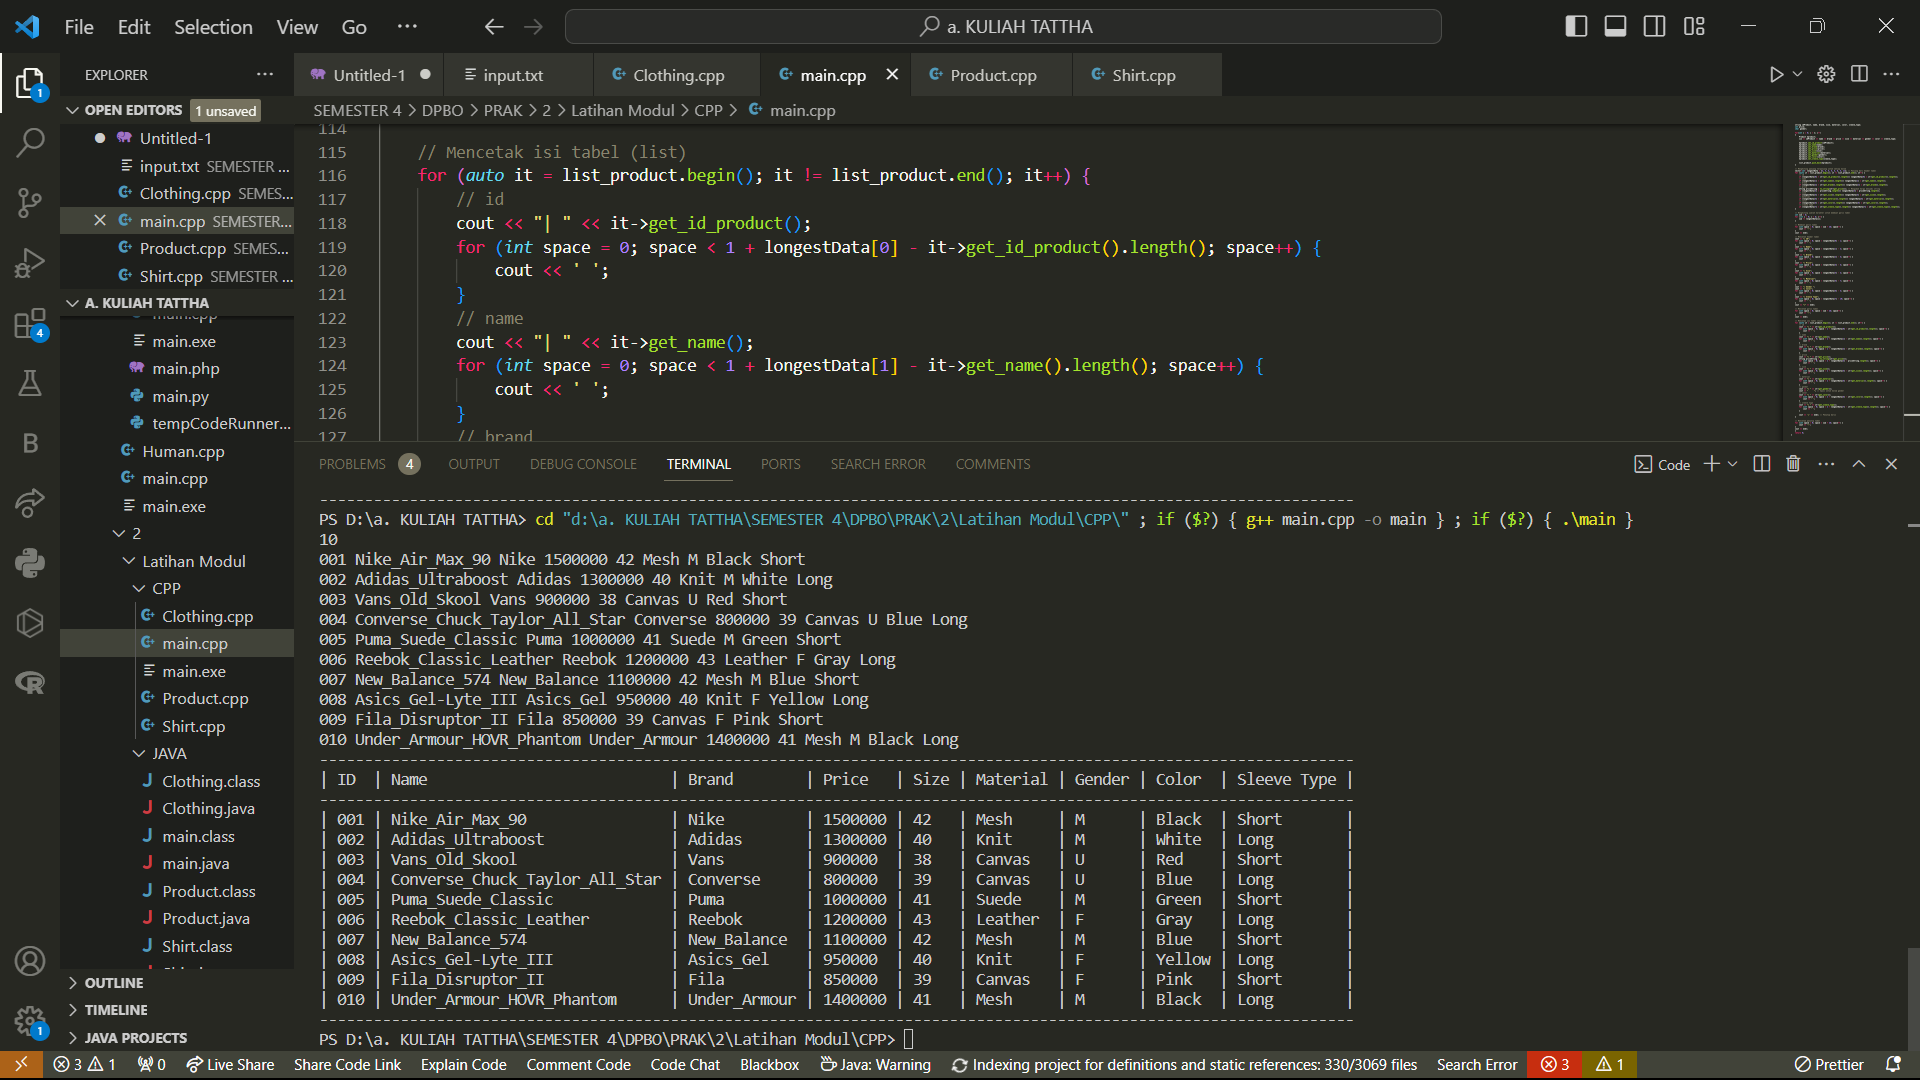 File Edit Selection View Go ···
a. KULIAH TATTHA
EXPLORER ···
Untitled-1
input.txt
Clothing.cpp
main.cpp
Product.cpp
Shirt.cpp
OPEN EDITORS 1 unsaved
Untitled-1
input.txt SEMESTER ...
Clothing.cpp SEMES...
main.cpp SEMESTER...
Product.cpp SEMES...
Shirt.cpp SEMESTER ...
A. KULIAH TATTHA
main.cpp
main.exe
main.php
main.py
tempCodeRunner...
Human.cpp
main.cpp
main.exe
2
Latihan Modul
CPP
Clothing.cpp
main.cpp
main.exe
Product.cpp
Shirt.cpp
JAVA
Clothing.class
Clothing.java
main.class
main.java
Product.class
Product.java
Shirt.class
OUTLINE
TIMELINE
JAVA PROJECTS
SEMESTER 4 > DPBO > PRAK > 2 > Latihan Modul > CPP > main.cpp
114
115 // Mencetak isi tabel (list)
116 for (auto it = list_product.begin(); it != list_product.end(); it++) {
117 // id
118 cout << "| " << it->get_id_product();
119 for (int space = 0; space < 1 + longestData[0] - it->get_id_product().length(); space++) {
120 cout << ' ';
121 }
122 // name
123 cout << "| " << it->get_name();
124 for (int space = 0; space < 1 + longestData[1] - it->get_name().length(); space++) {
125 cout << ' ';
126 }
127 // brand
PROBLEMS 4 OUTPUT DEBUG CONSOLE TERMINAL PORTS SEARCH ERROR COMMENTS
Code
-------------------------------------------------------------------------------------------------------------------
PS D:\a. KULIAH TATTHA> cd "d:\a. KULIAH TATTHA\SEMESTER 4\DPBO\PRAK\2\Latihan Modul\CPP\" ; if ($?) { g++ main.cpp -o main } ; if ($?) { .\main }
10
001 Nike_Air_Max_90 Nike 1500000 42 Mesh M Black Short
002 Adidas_Ultraboost Adidas 1300000 40 Knit M White Long
003 Vans_Old_Skool Vans 900000 38 Canvas U Red Short
004 Converse_Chuck_Taylor_All_Star Converse 800000 39 Canvas U Blue Long
005 Puma_Suede_Classic Puma 1000000 41 Suede M Green Short
006 Reebok_Classic_Leather Reebok 1200000 43 Leather F Gray Long
007 New_Balance_574 New_Balance 1100000 42 Mesh M Blue Short
008 Asics_Gel-Lyte_III Asics_Gel 950000 40 Knit F Yellow Long
009 Fila_Disruptor_II Fila 850000 39 Canvas F Pink Short
010 Under_Armour_HOVR_Phantom Under_Armour 1400000 41 Mesh M Black Long
-------------------------------------------------------------------------------------------------------------------
| ID | Name | Brand | Price | Size | Material | Gender | Color | Sleeve Type |
-------------------------------------------------------------------------------------------------------------------
| 001 | Nike_Air_Max_90 | Nike | 1500000 | 42 | Mesh | M | Black | Short |
| 002 | Adidas_Ultraboost | Adidas | 1300000 | 40 | Knit | M | White | Long |
| 003 | Vans_Old_Skool | Vans | 900000 | 38 | Canvas | U | Red | Short |
| 004 | Converse_Chuck_Taylor_All_Star | Converse | 800000 | 39 | Canvas | U | Blue | Long |
| 005 | Puma_Suede_Classic | Puma | 1000000 | 41 | Suede | M | Green | Short |
| 006 | Reebok_Classic_Leather | Reebok | 1200000 | 43 | Leather | F | Gray | Long |
| 007 | New_Balance_574 | New_Balance | 1100000 | 42 | Mesh | M | Blue | Short |
| 008 | Asics_Gel-Lyte_III | Asics_Gel | 950000 | 40 | Knit | F | Yellow | Long |
| 009 | Fila_Disruptor_II | Fila | 850000 | 39 | Canvas | F | Pink | Short |
| 010 | Under_Armour_HOVR_Phantom | Under_Armour | 1400000 | 41 | Mesh | M | Black | Long |
-------------------------------------------------------------------------------------------------------------------
PS D:\a. KULIAH TATTHA\SEMESTER 4\DPBO\PRAK\2\Latihan Modul\CPP>
3 1 0 Live Share Share Code Link Explain Code Comment Code Code Chat Blackbox Java: Warning Indexing project for definitions and static references: 330/3069 files Search Error 3 1 Prettier